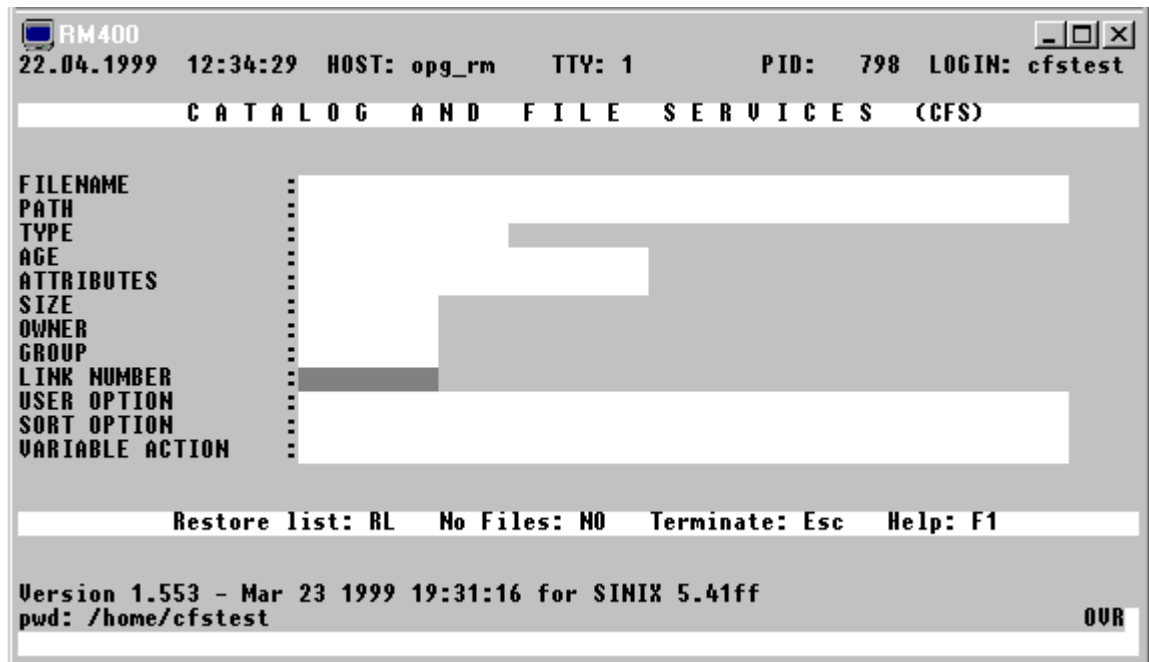 RM400
22.04.1999 12:34:29 HOST: opg_rm TTY: 1 PID: 798 LOGIN: cfstest
C A T A L O G A N D F I L E S E R V I C E S (CFS)
FILENAME :
PATH :
TYPE :
AGE :
ATTRIBUTES :
SIZE :
OWNER :
GROUP :
LINK NUMBER :
USER OPTION :
SORT OPTION :
VARIABLE ACTION :
Restore list: RL No Files: NO Terminate: Esc Help: F1
Version 1.553 - Mar 23 1999 19:31:16 for SINIX 5.41ff
pwd: /home/cfstest OVR